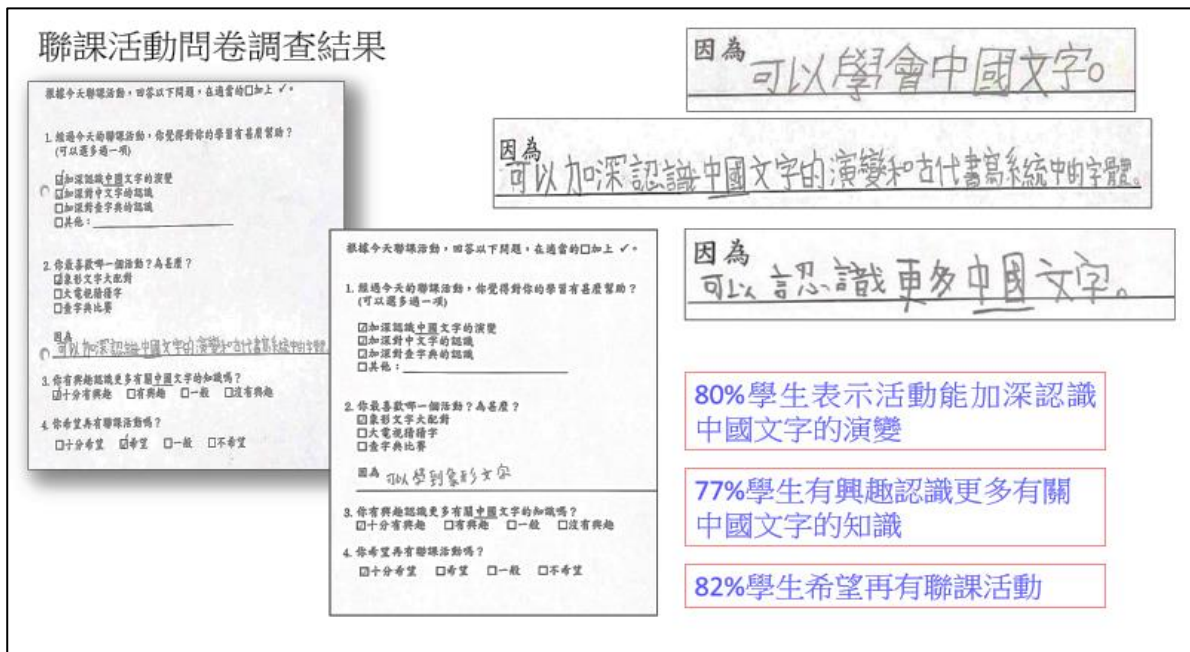 聯課活動問卷調查結果
根據今天聯課活動，回答以下問題，在適當的□加上 ✓。
1. 經過今天的聯課活動，你覺得對你的學習有甚麼幫助？
(可以選多過一項)
☑加深認識中國文字的演變
□加深對中文字的認識
□加深對查字典的認識
□其他：
2. 你最喜歡哪一個活動？為甚麼？
☑象形文字大配對
□大電視猜猜字
□查字典比賽
因為
可以加深認識中國文字的演變和古代書寫系統中的字體
3. 你有興趣認識更多有關中國文字的知識嗎？
☑十分有興趣 □有興趣 □一般 □沒有興趣
4. 你希望再有聯課活動嗎？
□十分希望 ☑希望 □一般 □不希望
根據今天聯課活動，回答以下問題，在適當的□加上 ✓。
1. 經過今天的聯課活動，你覺得對你的學習有甚麼幫助？
(可以選多過一項)
☑加深認識中國文字的演變
☑加深對中文字的認識
☑加深對查字典的認識
□其他：
2. 你最喜歡哪一個活動？為甚麼？
☑象形文字大配對
□大電視猜猜字
□查字典比賽
因為 可以學到象形文字
3. 你有興趣認識更多有關中國文字的知識嗎？
☑十分有興趣 □有興趣 □一般 □沒有興趣
4. 你希望再有聯課活動嗎？
☑十分希望 □希望 □一般 □不希望
因為 可以學會中國文字。
因為
可以加深認識中國文字的演變和古代書寫系統中的字體。
因為
可以認識更多中國文字。
80%學生表示活動能加深認識
中國文字的演變
77%學生有興趣認識更多有關
中國文字的知識
82%學生希望再有聯課活動